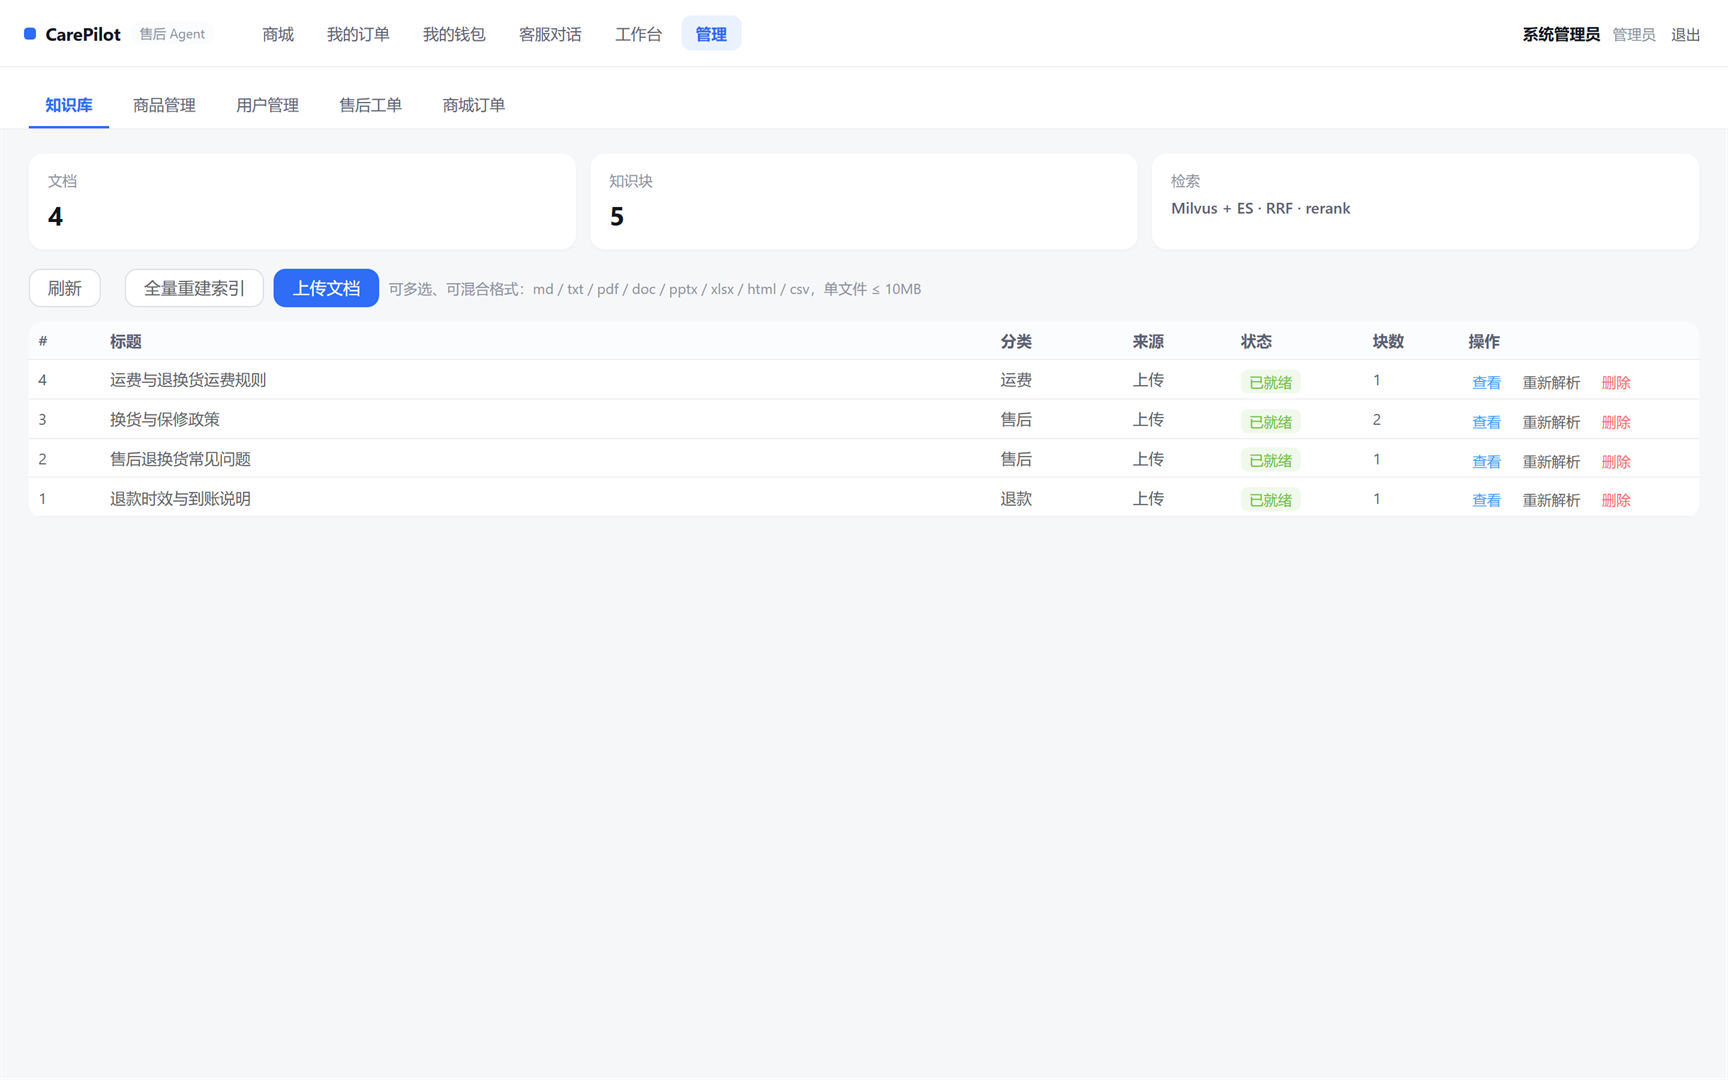 CarePilot 售后 Agent 商城 我的订单 我的钱包 客服对话 工作台 管理 系统管理员 管理员 退出
知识库 商品管理 用户管理 售后工单 商城订单
文档 知识块 检索
4 5 Milvus + ES · RRF · rerank
刷新 全量重建索引 上传文档 可多选、可混合格式：md / txt / pdf / doc / pptx / xlsx / html / csv，单文件 ≤ 10MB
# 标题 分类 来源 状态 块数 操作
4 运费与退换货运费规则 运费 上传 已就绪 1 查看 重新解析 删除
3 换货与保修政策 售后 上传 已就绪 2 查看 重新解析 删除
2 售后退换货常见问题 售后 上传 已就绪 1 查看 重新解析 删除
1 退款时效与到账说明 退款 上传 已就绪 1 查看 重新解析 删除